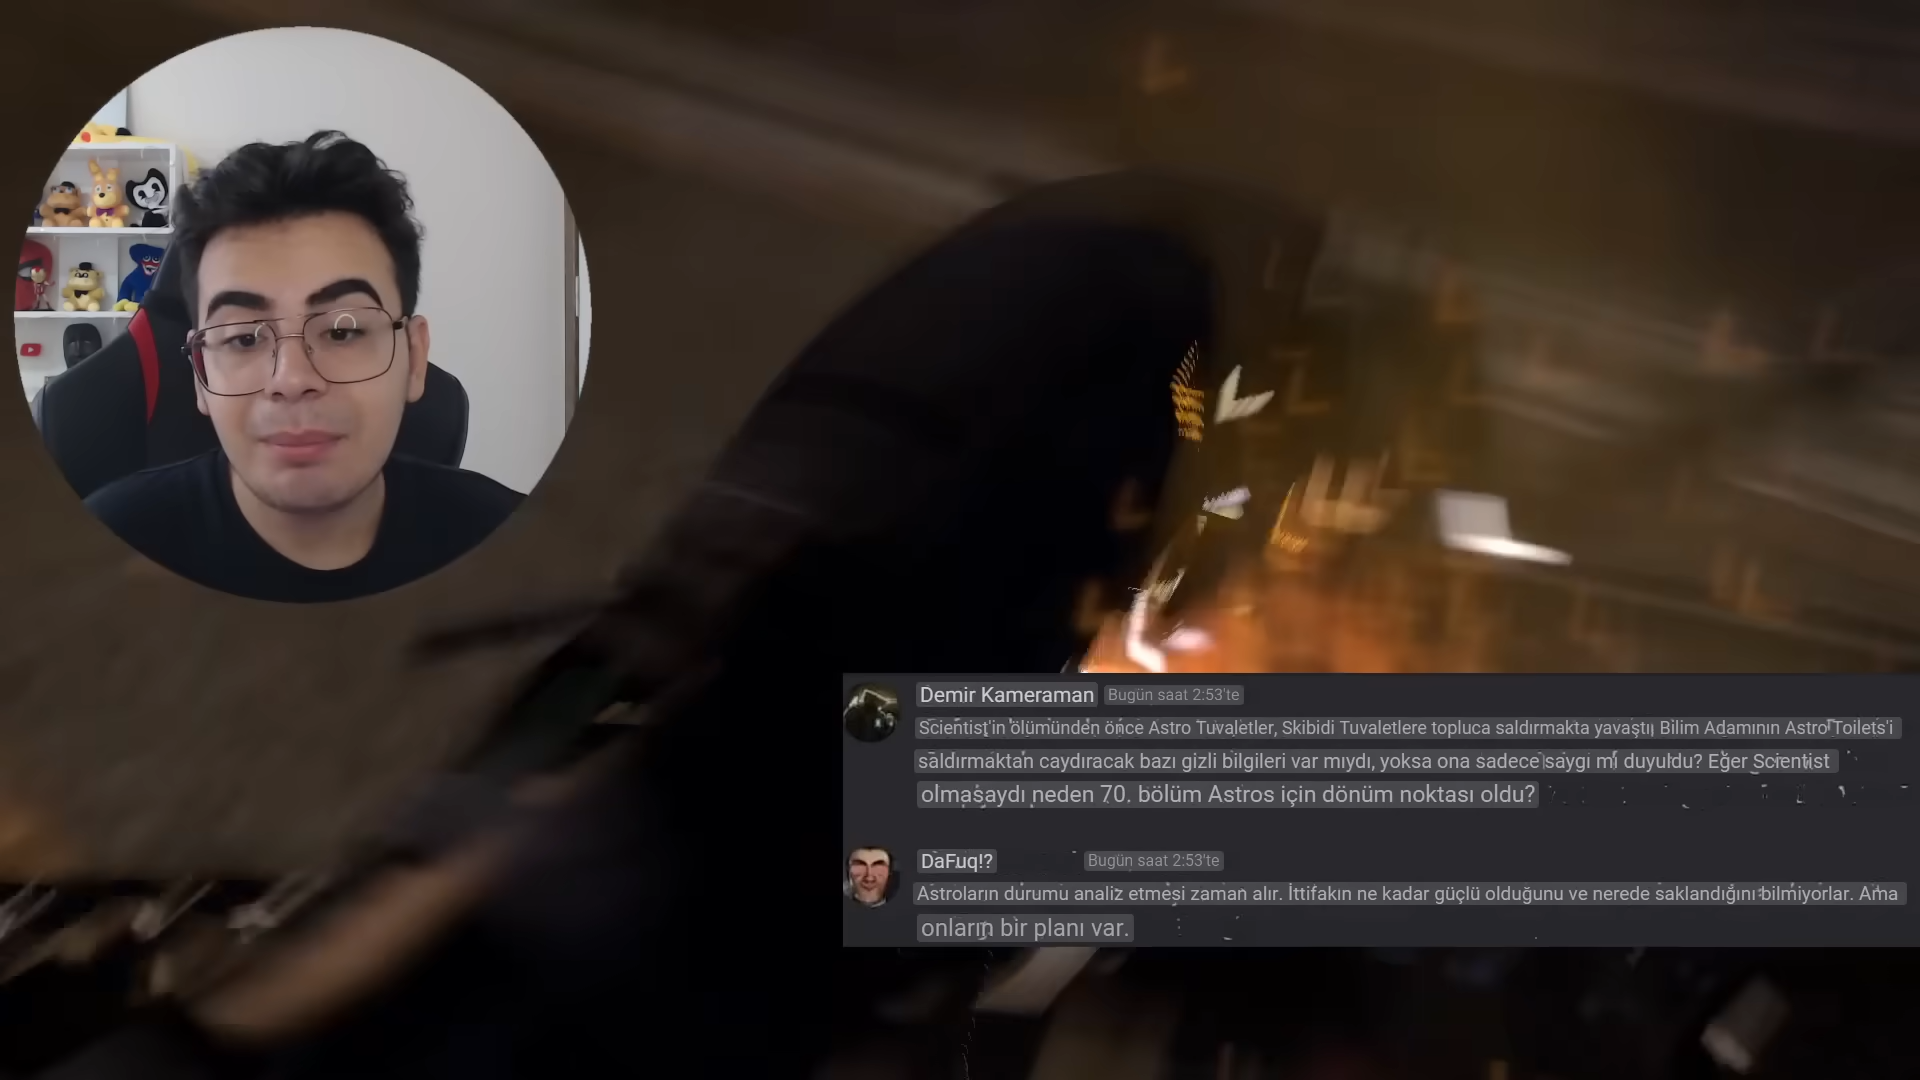 Demir Kameraman Bugün saat 2:53'te
Scientist'in ölümünden önce Astro Tuvaletler, Skibidi Tuvaletlere topluca saldırmakta yavaştı Bilim Adamının Astro Toilets'i
saldırmaktan caydıracak bazı gizli bilgileri var mıydı, yoksa ona sadece saygı mı duyuldu? Eğer Scientist
olmasaydı neden 70. bölüm Astros için dönüm noktası oldu?
DaFuq!? Bugün saat 2:53'te
Astroların durumu analiz etmesi zaman alır. İttifakın ne kadar güçlü olduğunu ve nerede saklandığını bilmiyorlar. Ama
onların bir planı var.